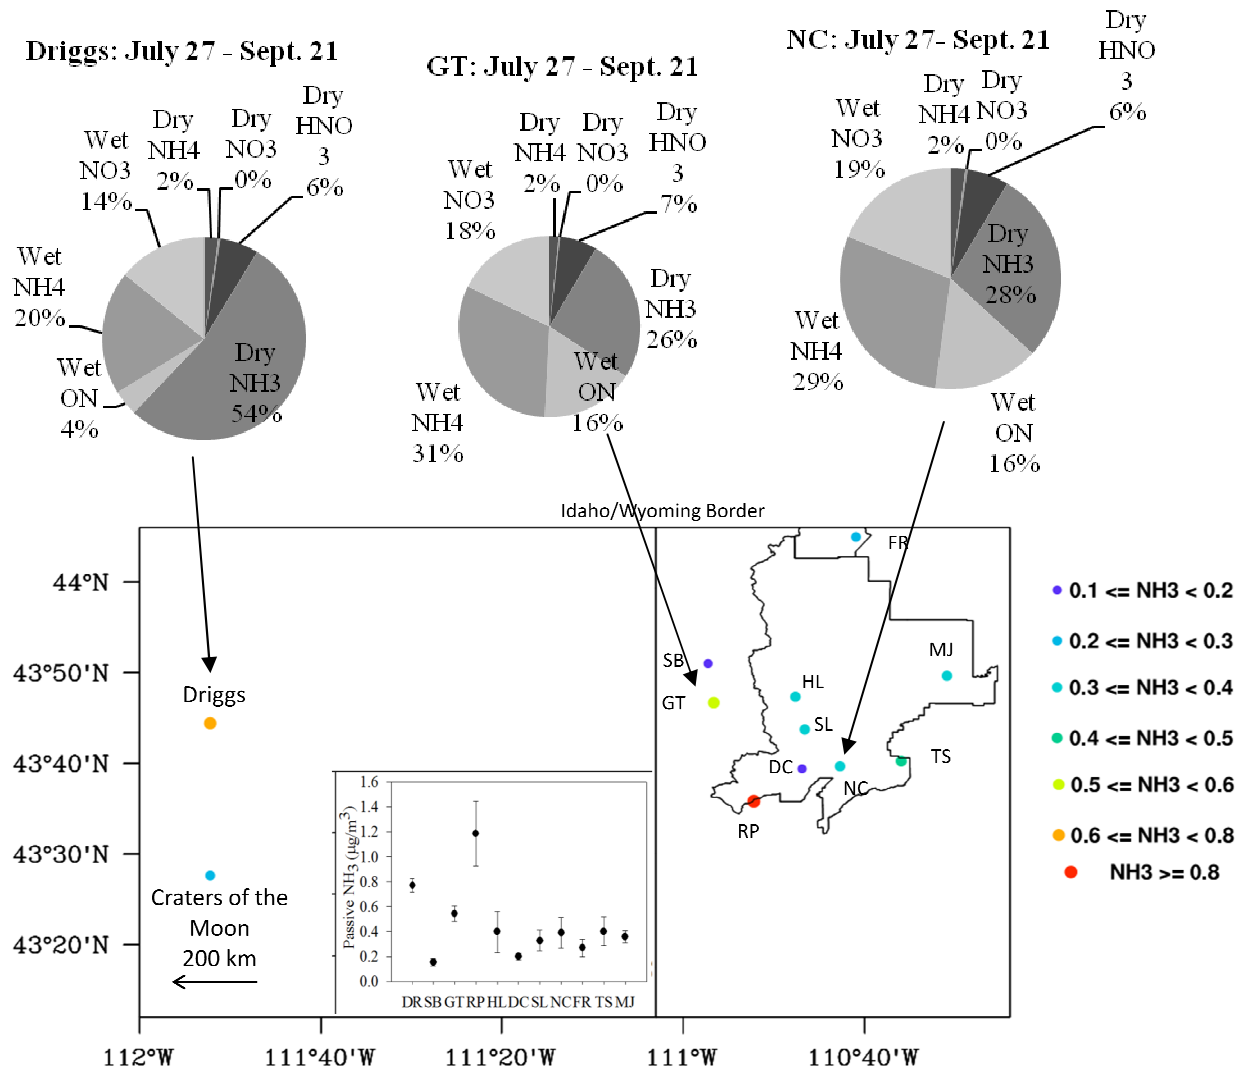 Driggs: July 27 - Sept. 21
GT: July 27 - Sept. 21
NC: July 27- Sept. 21
Wet
NO3
14%
Dry
NH4
2%
Dry
NO3
0%
Dry
HNO
3
6%
Wet
NH4
20%
Wet
ON
4%
Dry
NH3
54%
Wet
NO3
18%
Dry
NH4
2%
Dry
NO3
0%
Dry
HNO
3
7%
Dry
NH3
26%
Wet
ON
16%
Wet
NH4
31%
Wet
NO3
19%
Dry
NH4
2%
Dry
NO3
0%
Dry
HNO
3
6%
Dry
NH3
28%
Wet
NH4
29%
Wet
ON
16%
Idaho/Wyoming Border
44°N
43°50'N
43°40'N
43°30'N
43°20'N
112°W
111°40'W
111°20'W
111°W
110°40'W
Driggs
Craters of the
Moon
200 km
FR
SB
GT
HL
SL
MJ
DC
NC
TS
RP
0.1 <= NH3 < 0.2
0.2 <= NH3 < 0.3
0.3 <= NH3 < 0.4
0.4 <= NH3 < 0.5
0.5 <= NH3 < 0.6
0.6 <= NH3 < 0.8
NH3 >= 0.8
Passive NH3 (µg/m3)
1.6
1.4
1.2
1.0
0.8
0.6
0.4
0.2
0.0
DR SB GT RP HL DC SL NC FR TS MJ